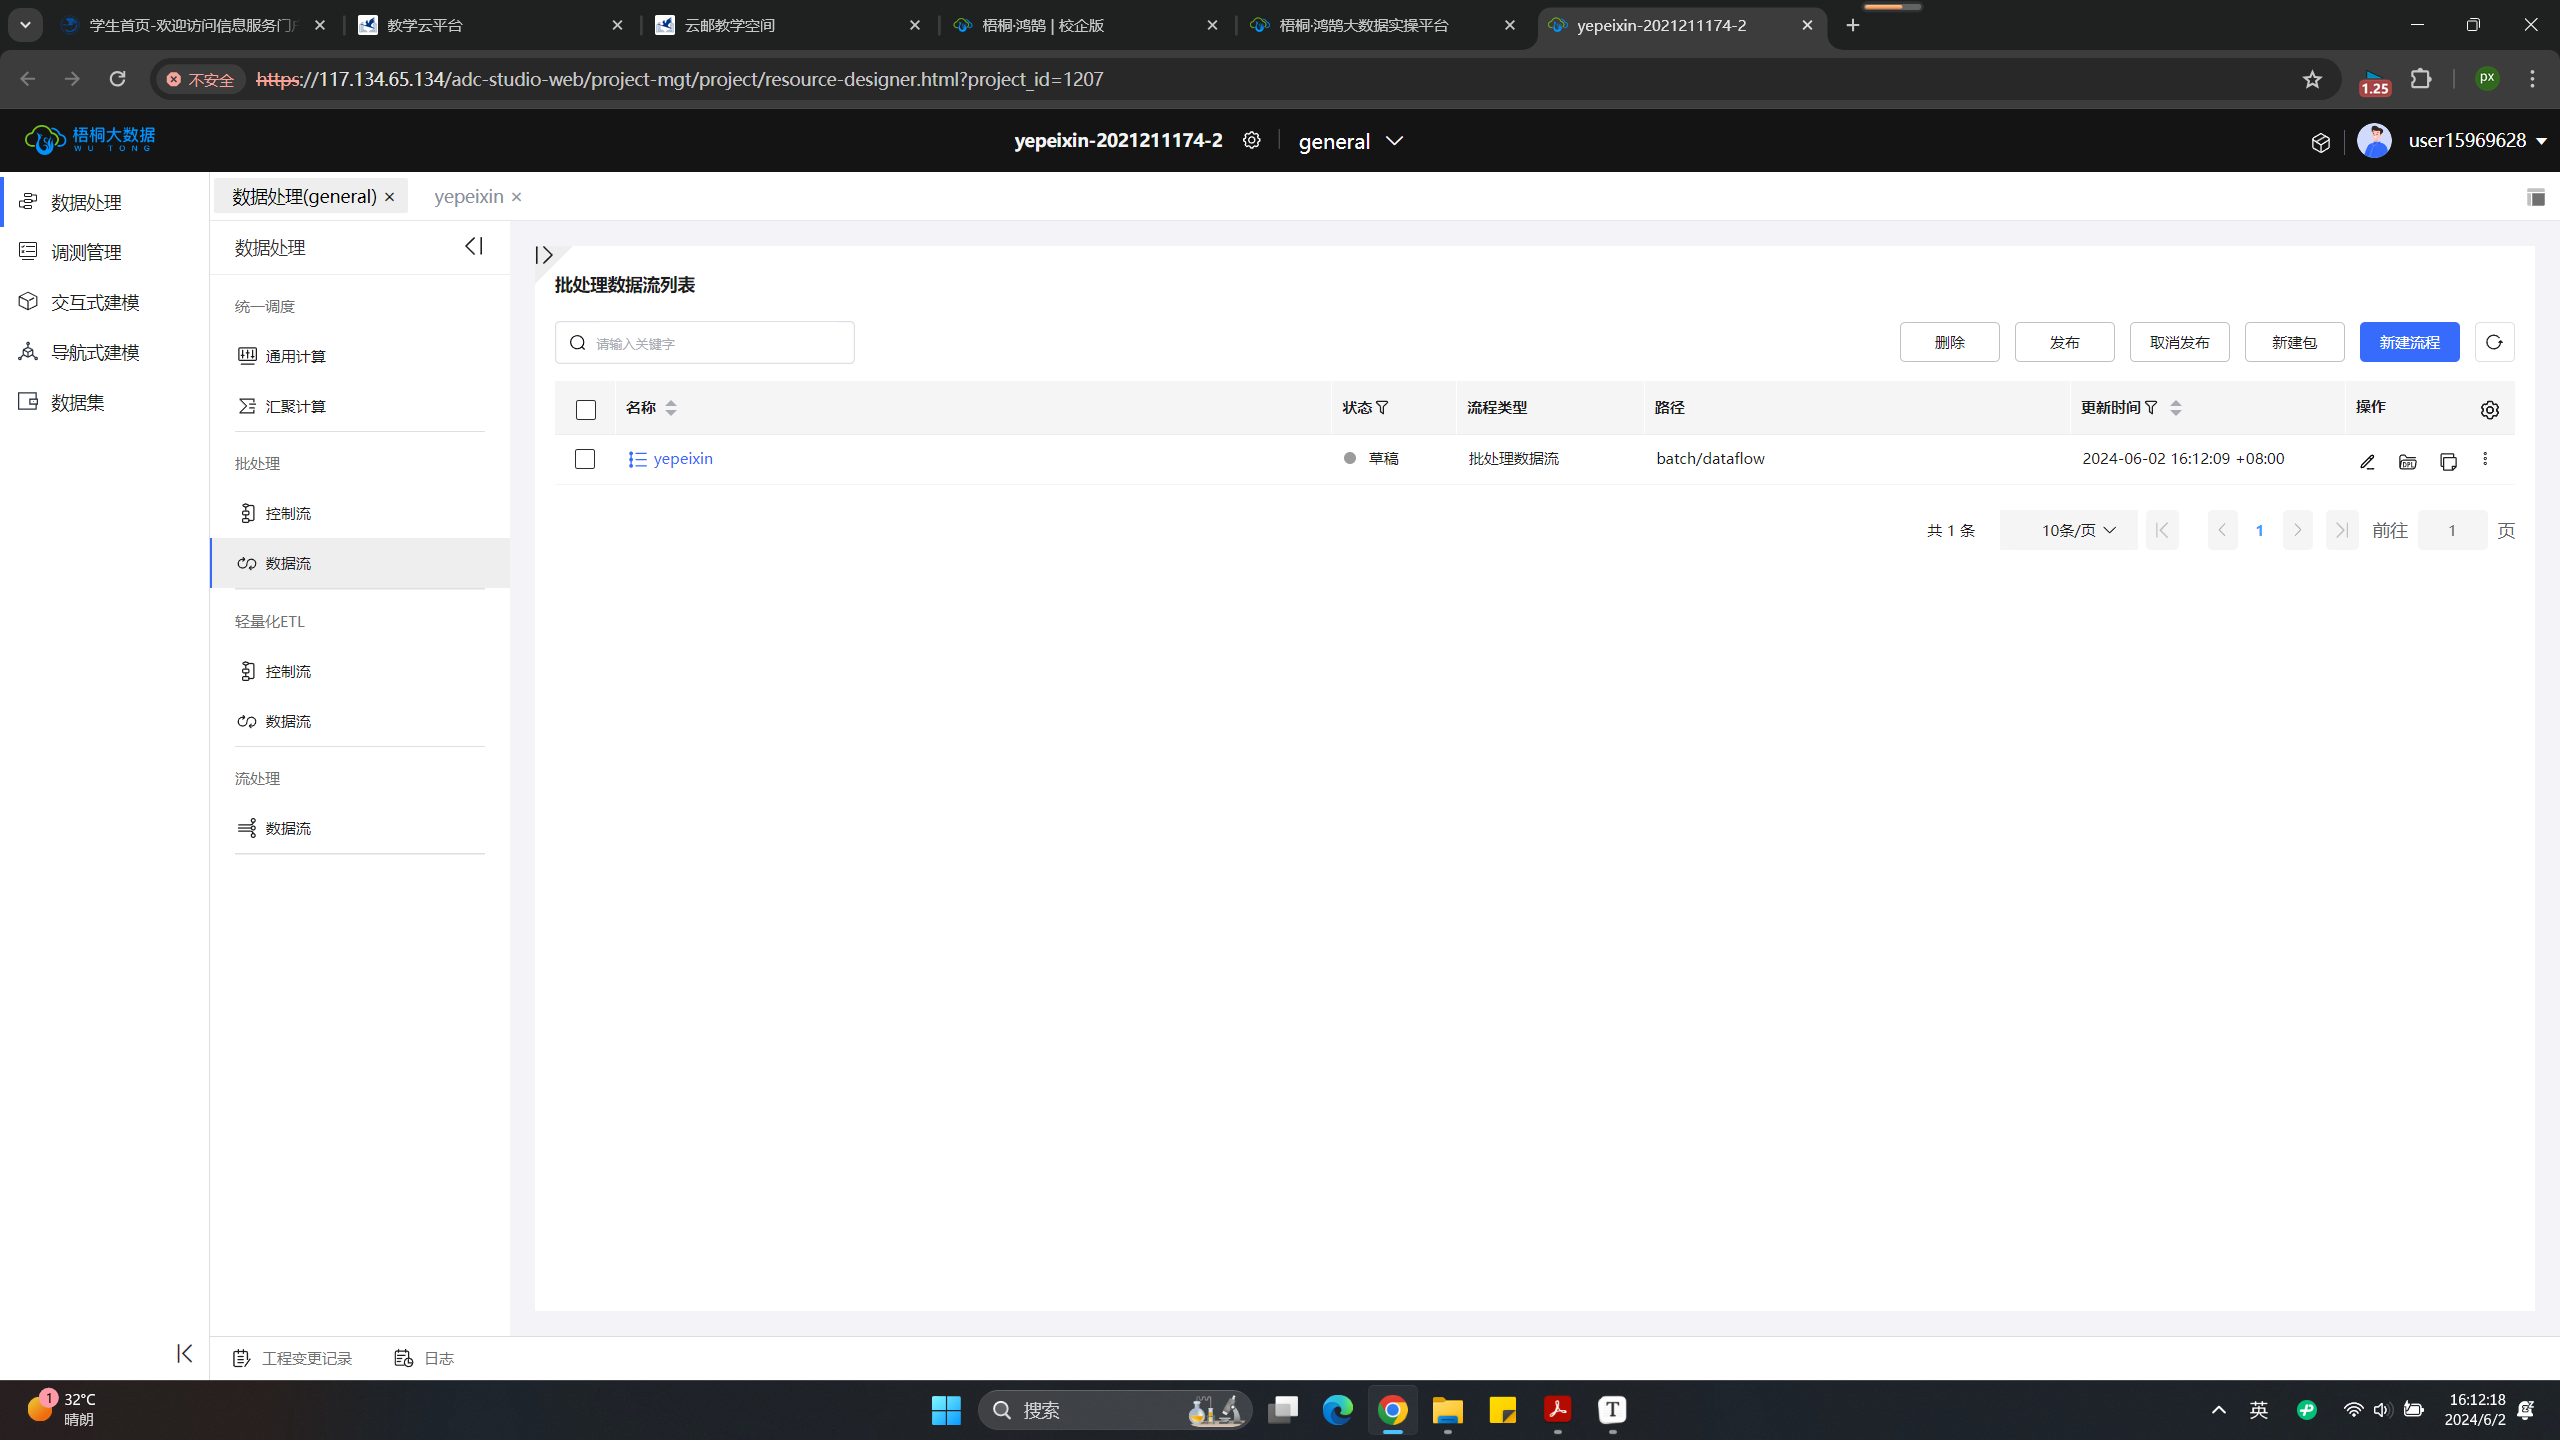 学生首页-欢迎访问信息服务门户
教学云平台
云邮教学空间
梧桐·鸿鹄 | 校企版
梧桐·鸿鹄大数据实操平台
yepeixin-2021211174-2
不安全
https://117.134.65.134/adc-studio-web/project-mgt/project/resource-designer.html?project_id=1207
1.25
px
梧桐大数据
WU TONG
yepeixin-2021211174-2
general
user15969628
数据处理
调测管理
交互式建模
导航式建模
数据集
数据处理(general)
yepeixin
数据处理
统一调度
通用计算
汇聚计算
批处理
控制流
数据流
轻量化ETL
控制流
数据流
流处理
数据流
批处理数据流列表
请输入关键字
删除
发布
取消发布
新建包
新建流程
名称
状态
流程类型
路径
更新时间
操作
yepeixin
草稿
批处理数据流
batch/dataflow
2024-06-02 16:12:09 +08:00
共 1 条
10条/页
1
前往
1
页
工程变更记录
日志
1
32°C
晴朗
搜索
英
16:12:18
2024/6/2